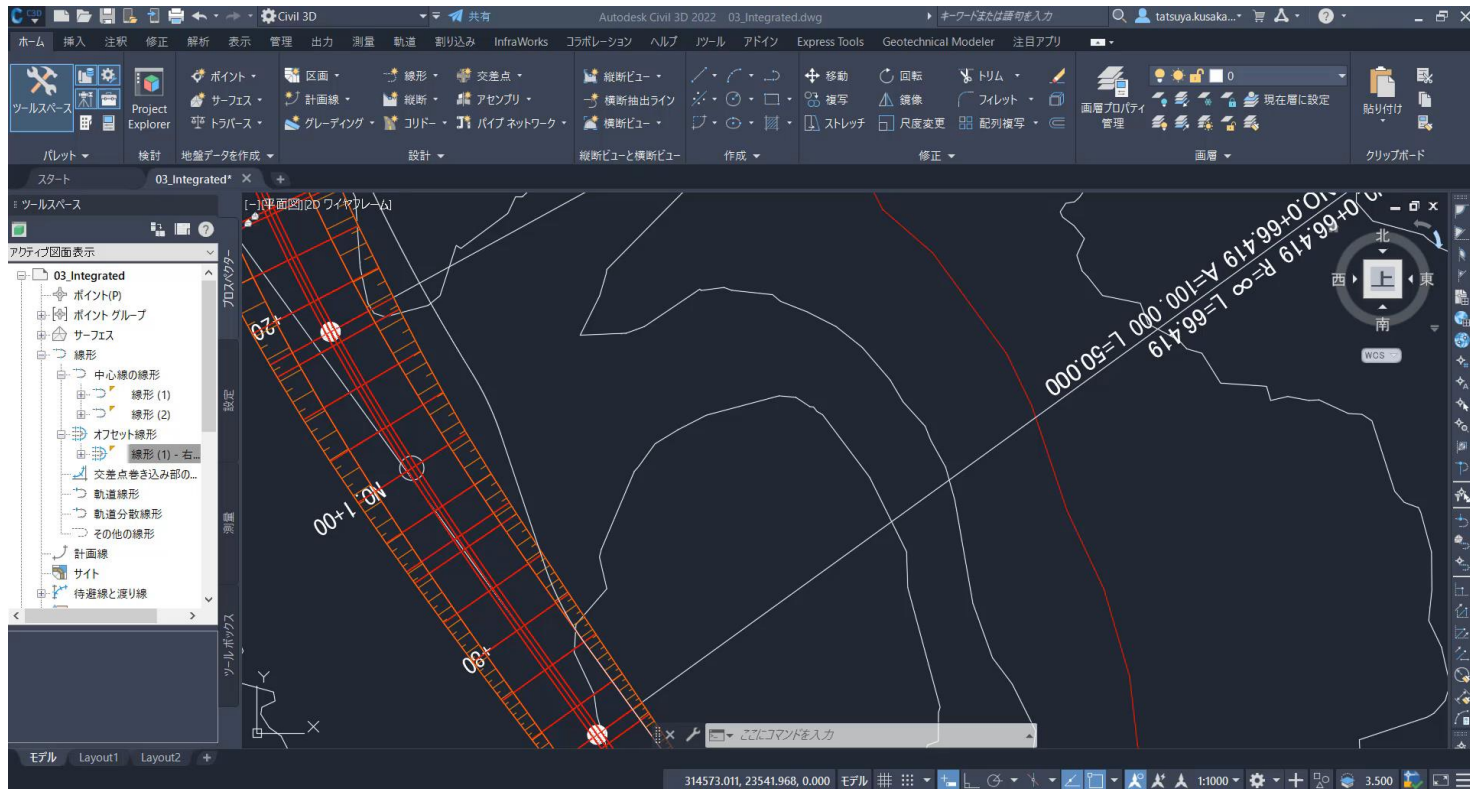 C3D Civil 3D 共有 Autodesk Civil 3D 2022 03_Integrated.dwg キーワードまたは語句を入力 tatsuya.kusaka...
ホーム 挿入 注釈 修正 解析 表示 管理 出力 測量 軌道 割り込み InfraWorks コラボレーション ヘルプ Jツール アドイン Express Tools Geotechnical Modeler 注目アプリ
ポイント 区画 線形 交差点 縦断ビュー 移動 回転 トリム 0
ツールスペース Project Explorer サーフェス 計画線 縦断 アセンブリ 横断抽出ライン 複写 鏡像 フィレット 画層プロパティ管理 現在層に設定 貼り付け
トラバース グレーディング コリドー パイプ ネットワーク 横断ビュー ストレッチ 尺度変更 配列複写
パレット 検討 地盤データを作成 設計 縦断ビューと横断ビュー 作成 修正 画層 クリップボード
スタート 03_Integrated*
ツールスペース
[-][平面図][2D ワイヤフレーム]
アクティブ図面表示
03_Integrated
ポイント(P)
ポイント グループ
サーフェス
線形
中心線の線形
線形 (1)
線形 (2)
オフセット線形
線形 (1) - 右...
交差点巻き込み部の...
軌道線形
軌道分散線形
その他の線形
計画線
サイト
待避線と渡り線
プロスペクター
設定
測量
ツールボックス
+20
NO. 1+00
+80
A=100.000 L=50.000
R=∞ L=66.419
北
西 上 東
南
WCS
Y
X
ここにコマンドを入力
モデル Layout1 Layout2 +
314573.011, 23541.968, 0.000 モデル 1:1000 3.500